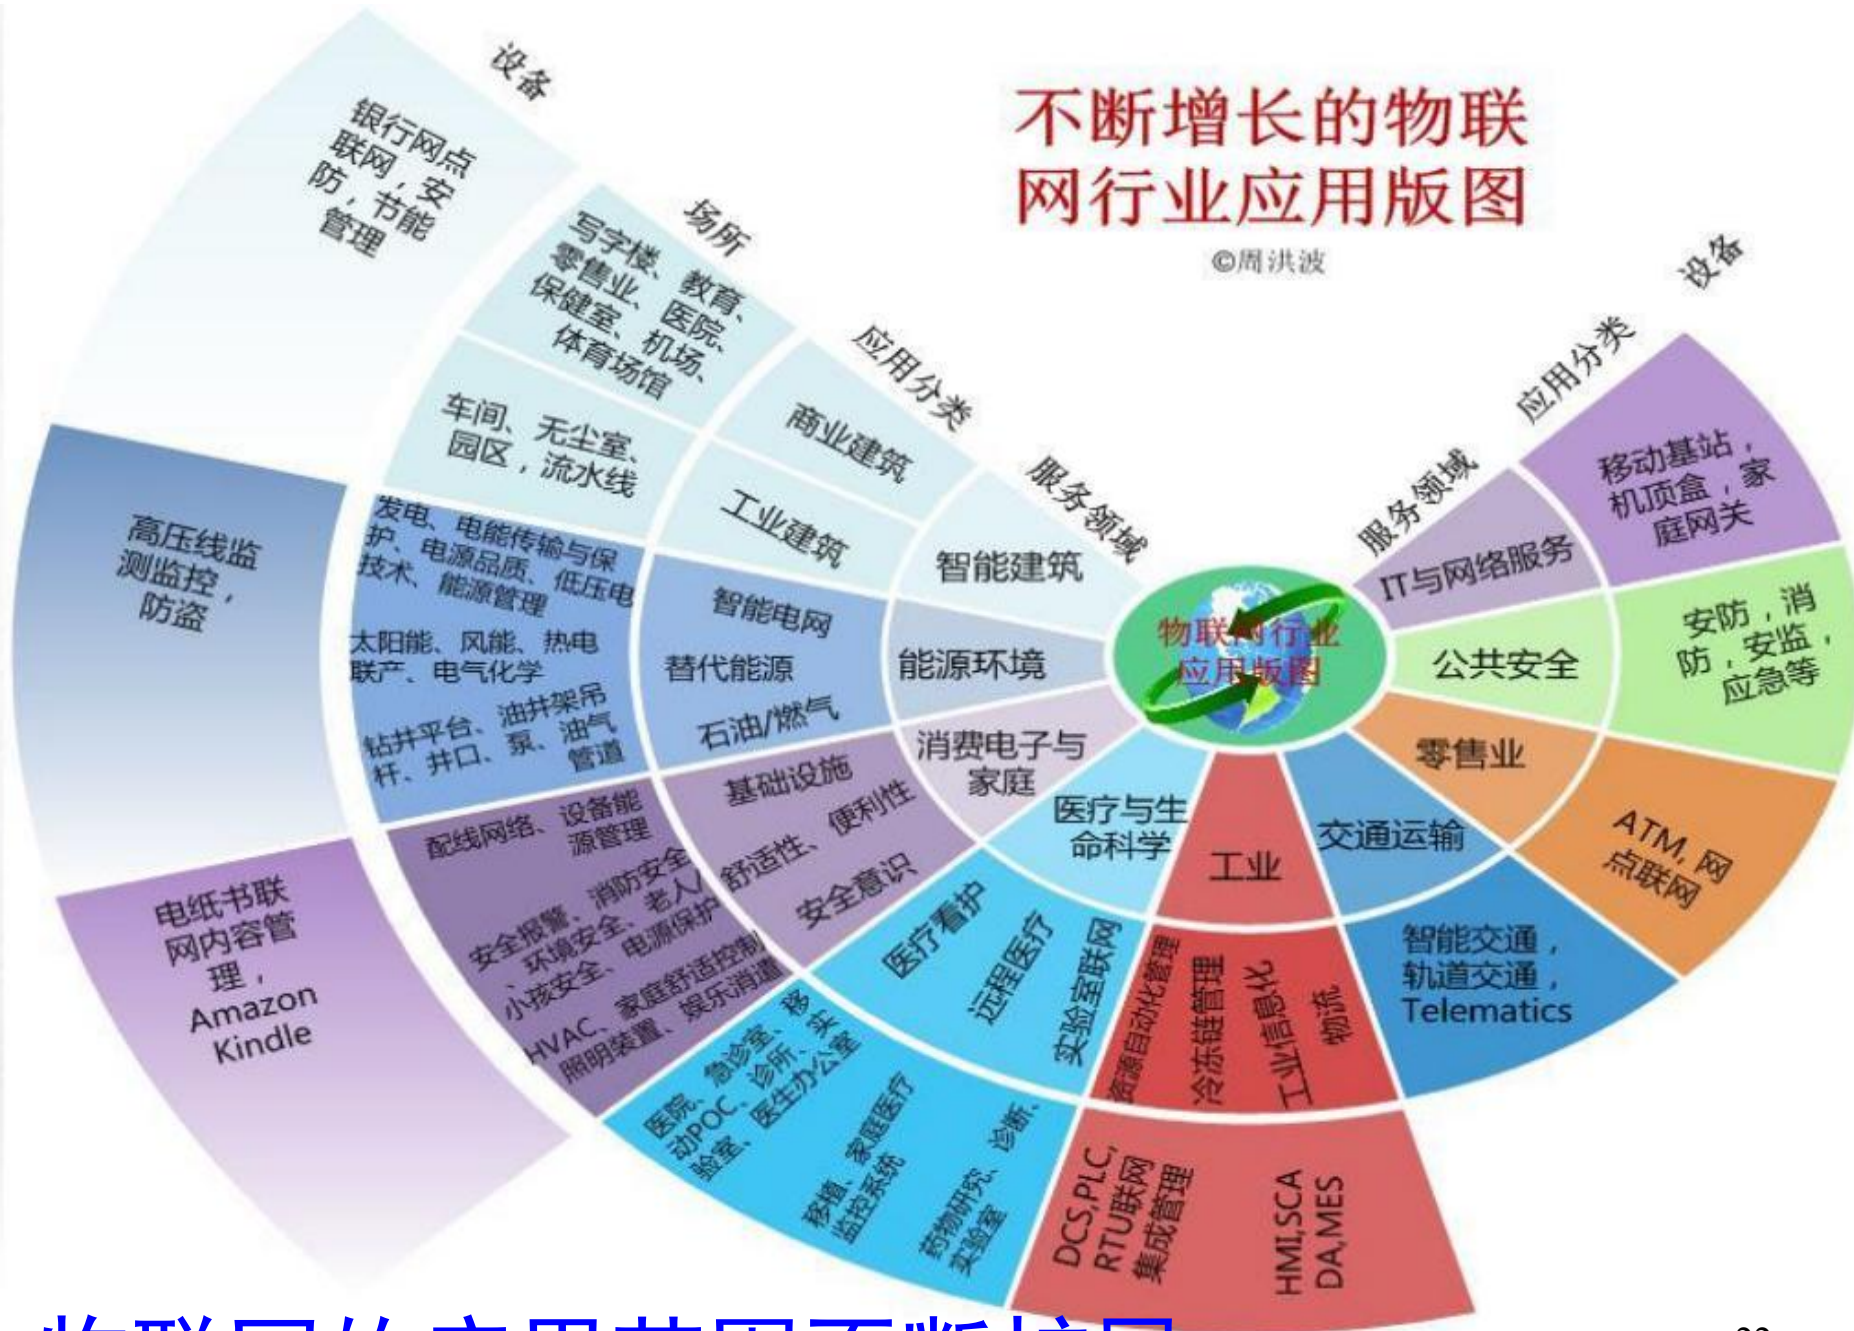 不断增长的物联
网行业应用版图
©周洪波
设备
场所
应用分类
服务领域
服务领域
应用分类
设备
物联网行业
应用版图
银行网点
联网，安
防，节能
管理
写字楼、教育、
零售业、医院、
保健室、机场、
体育场馆
车间、无尘室、
园区，流水线
商业建筑
工业建筑
智能建筑
高压线监
测监控，
防盗
发电、电能传输与保
护、电源品质、低压电
技术、能源管理
太阳能、风能、热电
联产、电气化学
钻井平台、油井架吊
杆、井口、泵、油气
管道
智能电网
替代能源
石油/燃气
能源环境
电纸书联
网内容管
理，
Amazon
Kindle
配线网络、设备能
源管理
安全报警、消防安全
、环境安全、老人/
小孩安全、电源保护
HVAC、家庭舒适控制
照明装置、娱乐消遣
基础设施
舒适性、便利性
安全意识
消费电子与
家庭
医院、急诊室、移
动POC、诊所、实
验室、医生办公室
移植、家庭医疗
监控系统
药物研究、诊断、
实验室
医疗看护
远程医疗
实验室联网
医疗与生
命科学
DCS,PLC,
RTU联网
集成管理
HMI,SCA
DA,MES
资源自动化管理
冷冻链管理
工业信息化
物流
工业
交通运输
智能交通，
轨道交通，
Telematics
零售业
ATM, 网
点联网
公共安全
安防，消
防，安监，
应急等
IT与网络服务
移动基站，
机顶盒，家
庭网关